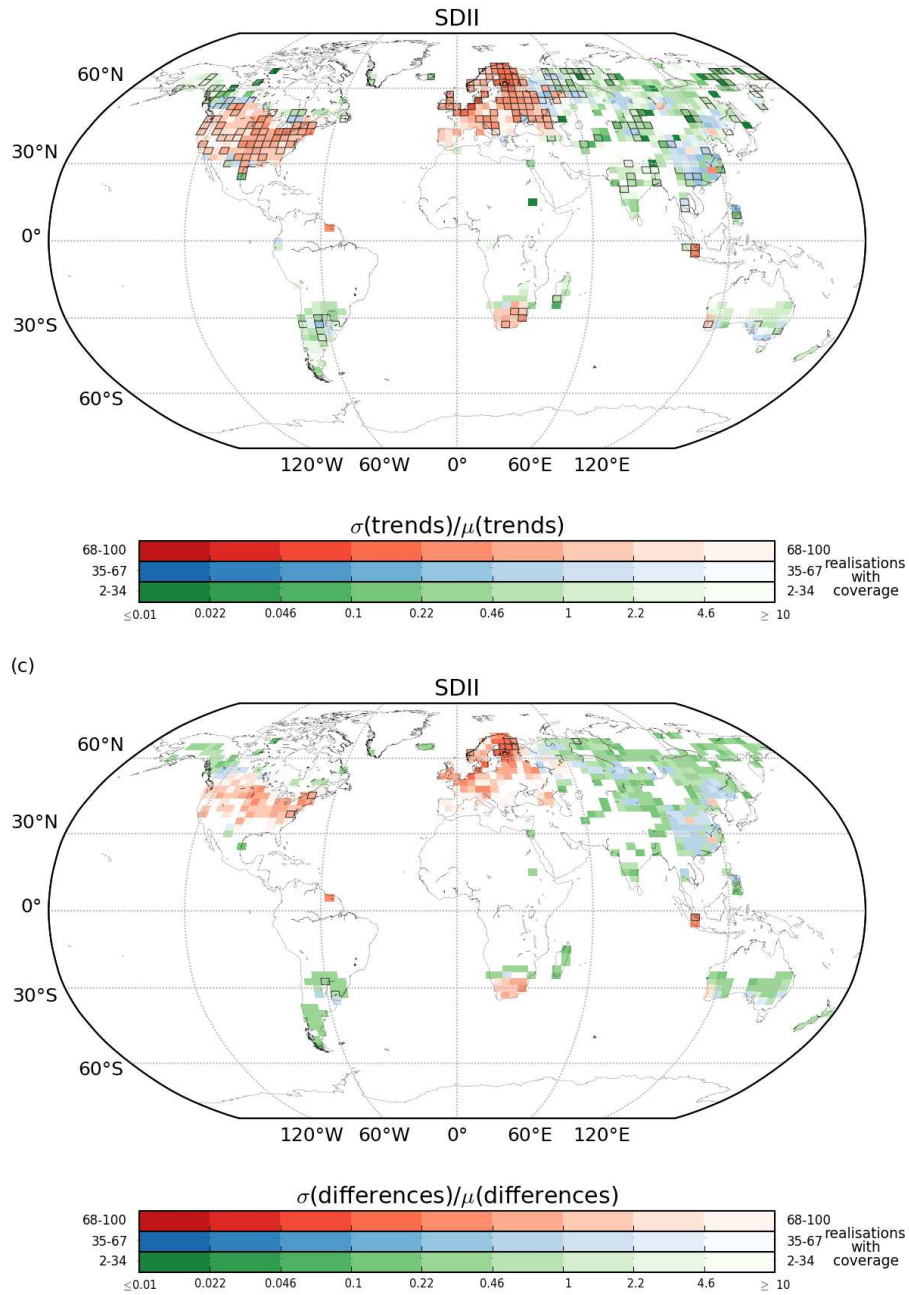 SDII
60°N
30°N
0°
30°S
60°S
120°W 60°W 0° 60°E 120°E
σ(trends)/μ(trends)
68-100 68-100
35-67 35-67
2-34 2-34
realisations
with
coverage
≤0.01 0.022 0.046 0.1 0.22 0.46 1 2.2 4.6 ≥ 10
(c)
SDII
60°N
30°N
0°
30°S
60°S
120°W 60°W 0° 60°E 120°E
σ(differences)/μ(differences)
68-100 68-100
35-67 35-67
2-34 2-34
realisations
with
coverage
≤0.01 0.022 0.046 0.1 0.22 0.46 1 2.2 4.6 ≥ 10